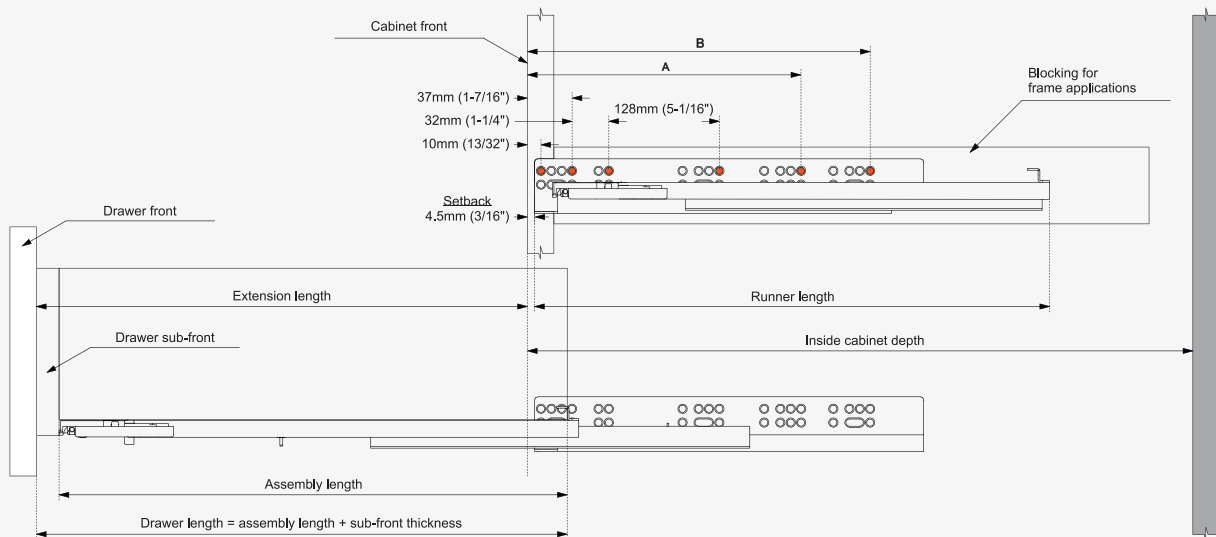 Cabinet front
B
A
Blocking for
frame applications
37mm (1-7/16")
128mm (5-1/16")
32mm (1-1/4")
10mm (13/32")
Setback
4.5mm (3/16")
Drawer front
Extension length
Runner length
Drawer sub-front
Inside cabinet depth
Assembly length
Drawer length = assembly length + sub-front thickness